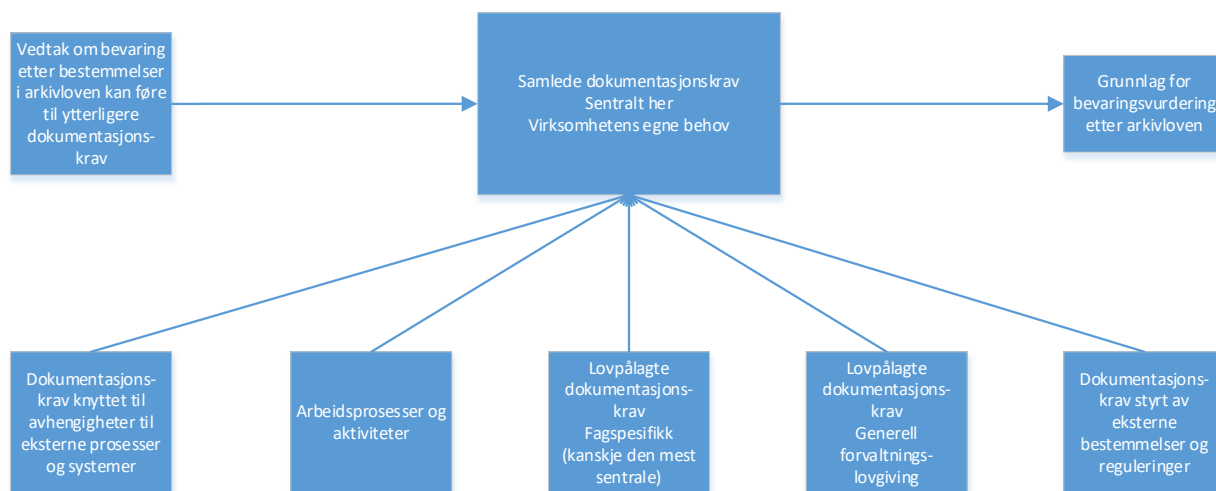 Vedtak om bevaring
etter bestemmelser
i arkivloven kan føre
til ytterligere
dokumentasjons-
krav
Samlede dokumentasjonskrav
Sentralt her
Virksomhetens egne behov
Grunnlag for
bevaringsvurdering
etter arkivloven
Dokumentasjons-
krav knyttet til
avhengigheter til
eksterne prosesser
og systemer
Arbeidsprosesser og
aktiviteter
Lovpålagte
dokumentasjons-
krav
Fagspesifikk
(kanskje den mest
sentrale)
Lovpålagte
dokumentasjons-
krav
Generell
forvaltnings-
lovgiving
Dokumentasjons-
krav styrt av
eksterne
bestemmelser og
reguleringer